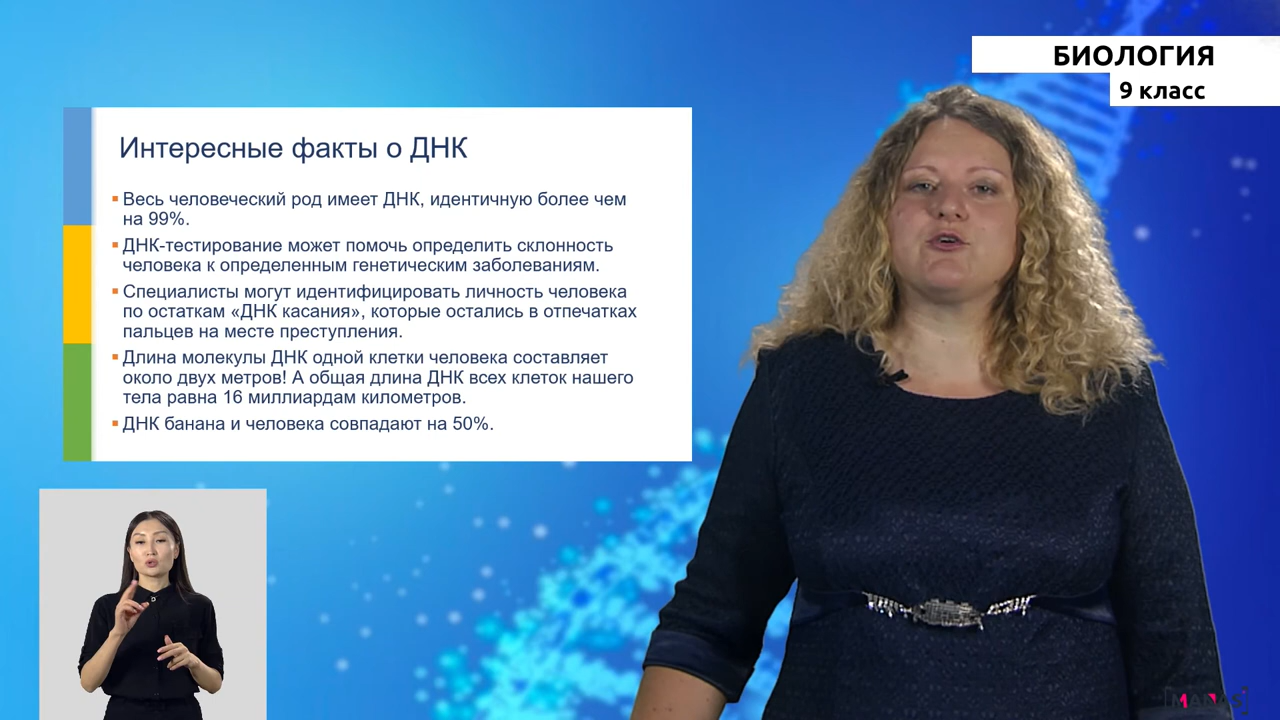 БИОЛОГИЯ
9 класс
Интересные факты о ДНК
Весь человеческий род имеет ДНК, идентичную более чем
на 99%.
ДНК-тестирование может помочь определить склонность
человека к определенным генетическим заболеваниям.
Специалисты могут идентифицировать личность человека
по остаткам «ДНК касания», которые остались в отпечатках
пальцев на месте преступления.
Длина молекулы ДНК одной клетки человека составляет
около двух метров! А общая длина ДНК всех клеток нашего
тела равна 16 миллиардам километров.
ДНК банана и человека совпадают на 50%.
MANAS